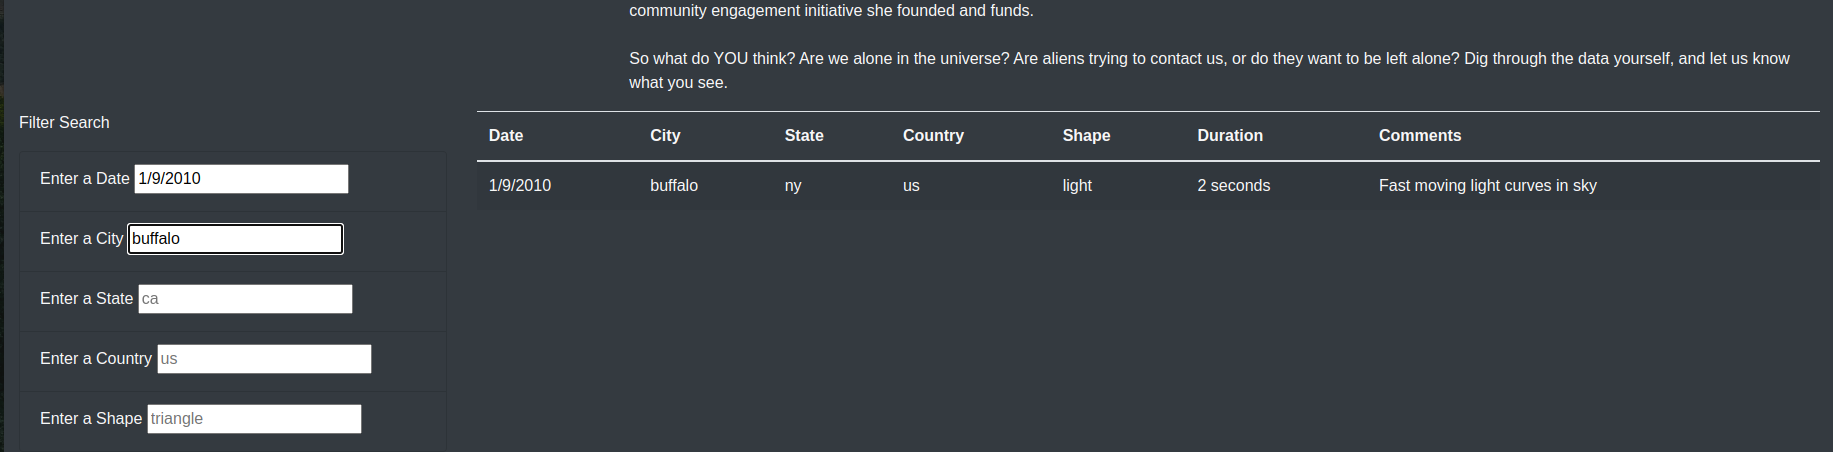 community engagement initiative she founded and funds.
So what do YOU think? Are we alone in the universe? Are aliens trying to contact us, or do they want to be left alone? Dig through the data yourself, and let us know
what you see.
Filter Search
Enter a Date 1/9/2010
Enter a City buffalo
Enter a State ca
Enter a Country us
Enter a Shape triangle
Date City State Country Shape Duration Comments
1/9/2010 buffalo ny us light 2 seconds Fast moving light curves in sky